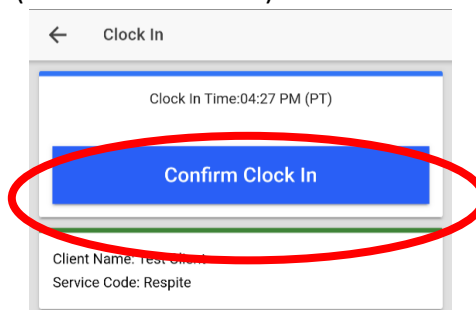 Clock In
Clock In Time:04:27 PM (PT)
Confirm Clock In
Client Name: Test Client
Service Code: Respite